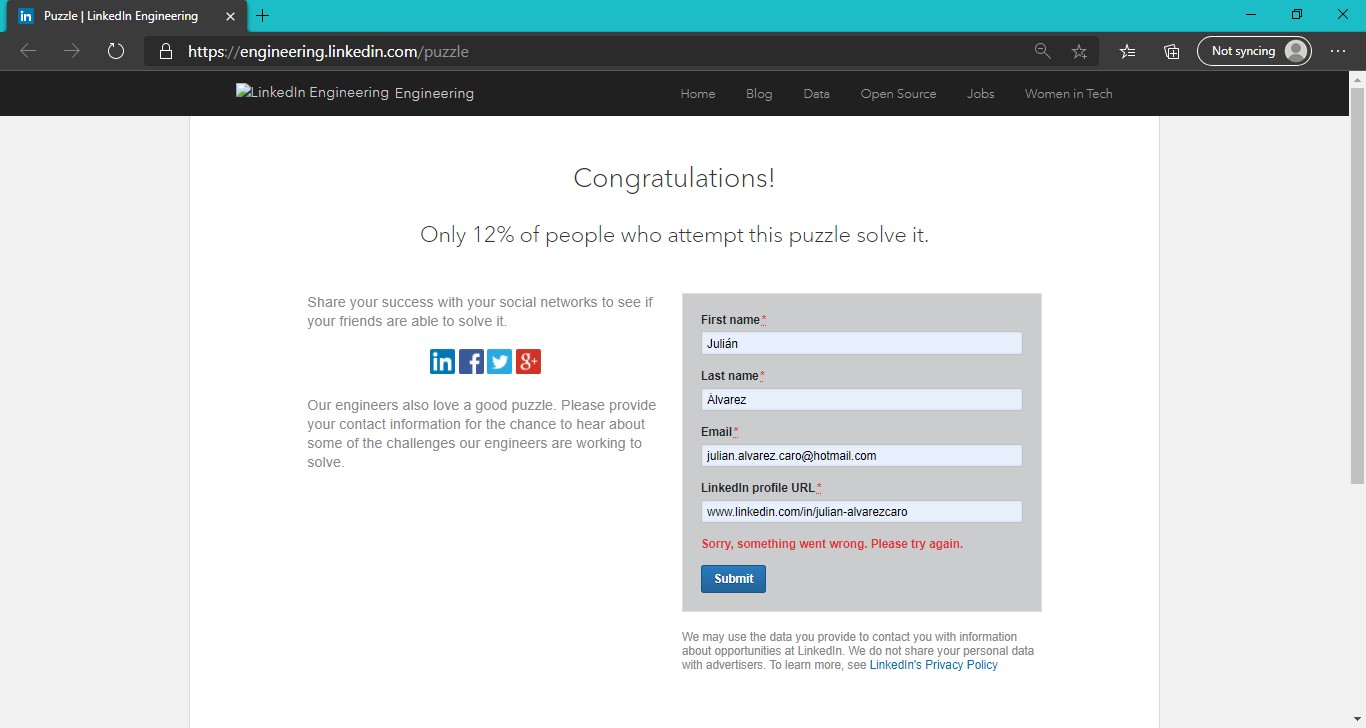 in Puzzle | LinkedIn Engineering
https://engineering.linkedin.com/puzzle
Not syncing
LinkedIn Engineering Engineering
Home Blog Data Open Source Jobs Women in Tech
Congratulations!
Only 12% of people who attempt this puzzle solve it.
Share your success with your social networks to see if
your friends are able to solve it.
in f g+
Our engineers also love a good puzzle. Please provide
your contact information for the chance to hear about
some of the challenges our engineers are working to
solve.
First name*
Julián
Last name*
Álvarez
Email*
julian.alvarez.caro@hotmail.com
LinkedIn profile URL*
www.linkedin.com/in/julian-alvarezcaro
Sorry, something went wrong. Please try again.
Submit
We may use the data you provide to contact you with information
about opportunities at LinkedIn. We do not share your personal data
with advertisers. To learn more, see LinkedIn's Privacy Policy